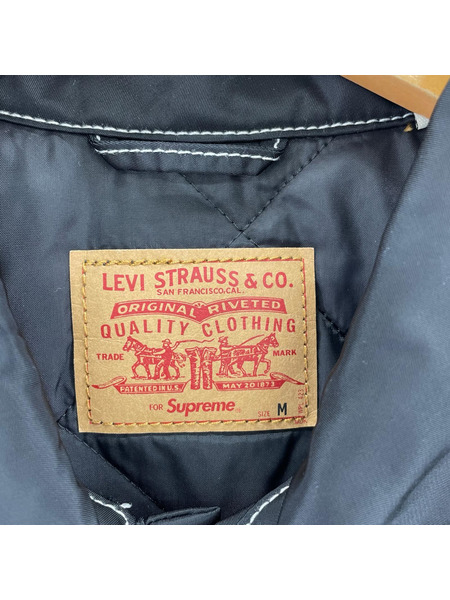 LEVI STRAUSS & CO.
SAN FRANCISCO, CAL.
ORIGINAL RIVETED
QUALITY CLOTHING
TRADE MARK
PATENTED IN U.S. MAY 20 1873
FOR Supreme SIZE M